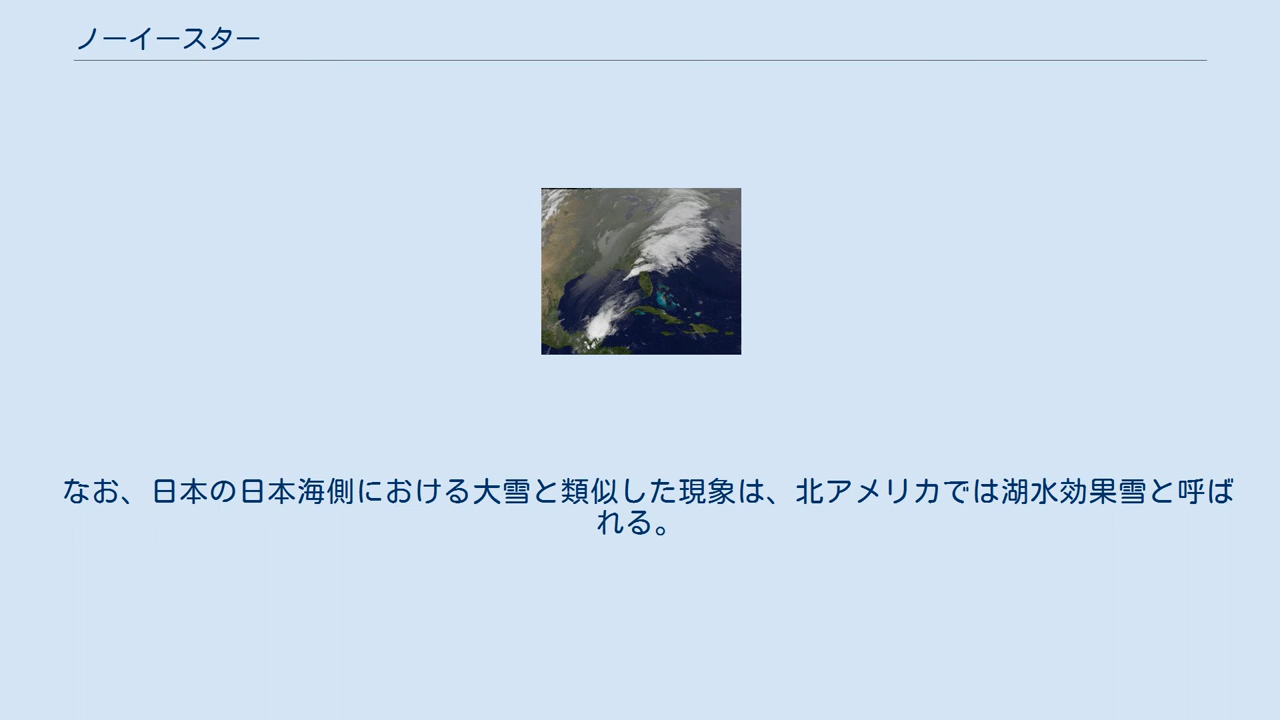 ノーイースター
なお、日本の日本海側における大雪と類似した現象は、北アメリカでは湖水効果雪と呼ば
れる。